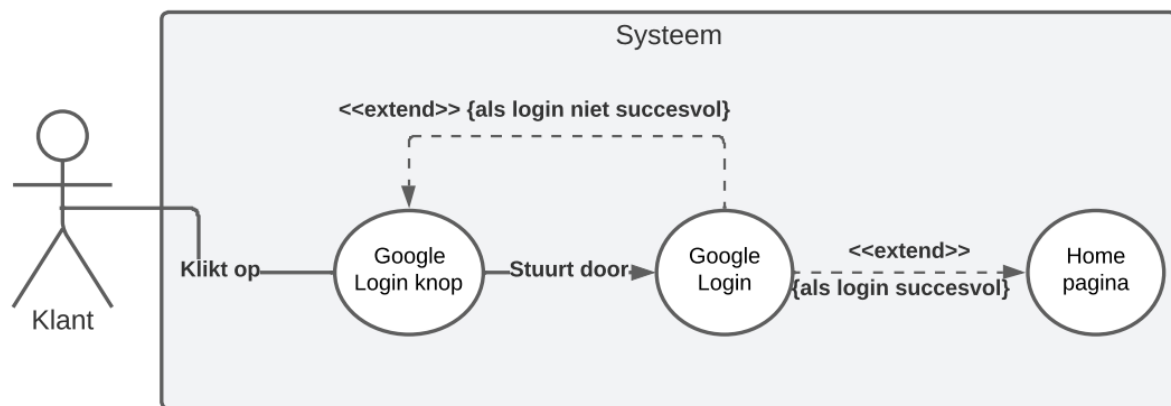 Systeem
<<extend>> {als login niet succesvol}
Klant
Klikt op
Google
Login knop
Stuurt door
Google
Login
<<extend>>
{als login succesvol}
Home
pagina